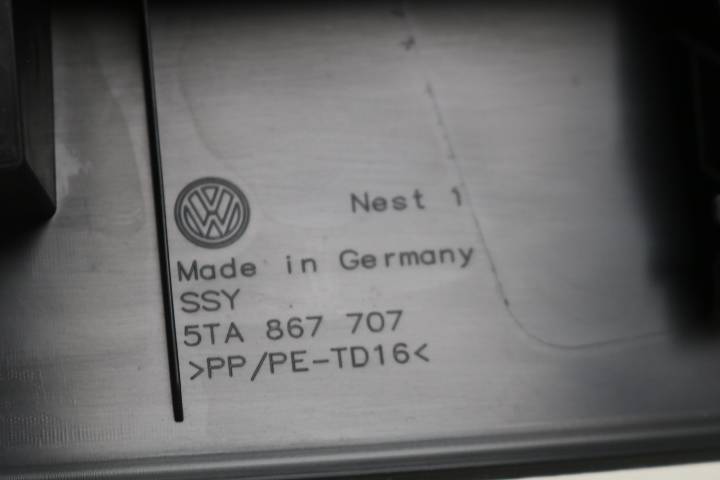 Nest 1
Made in Germany
SSY
5TA 867 707
>PP/PE-TD16<